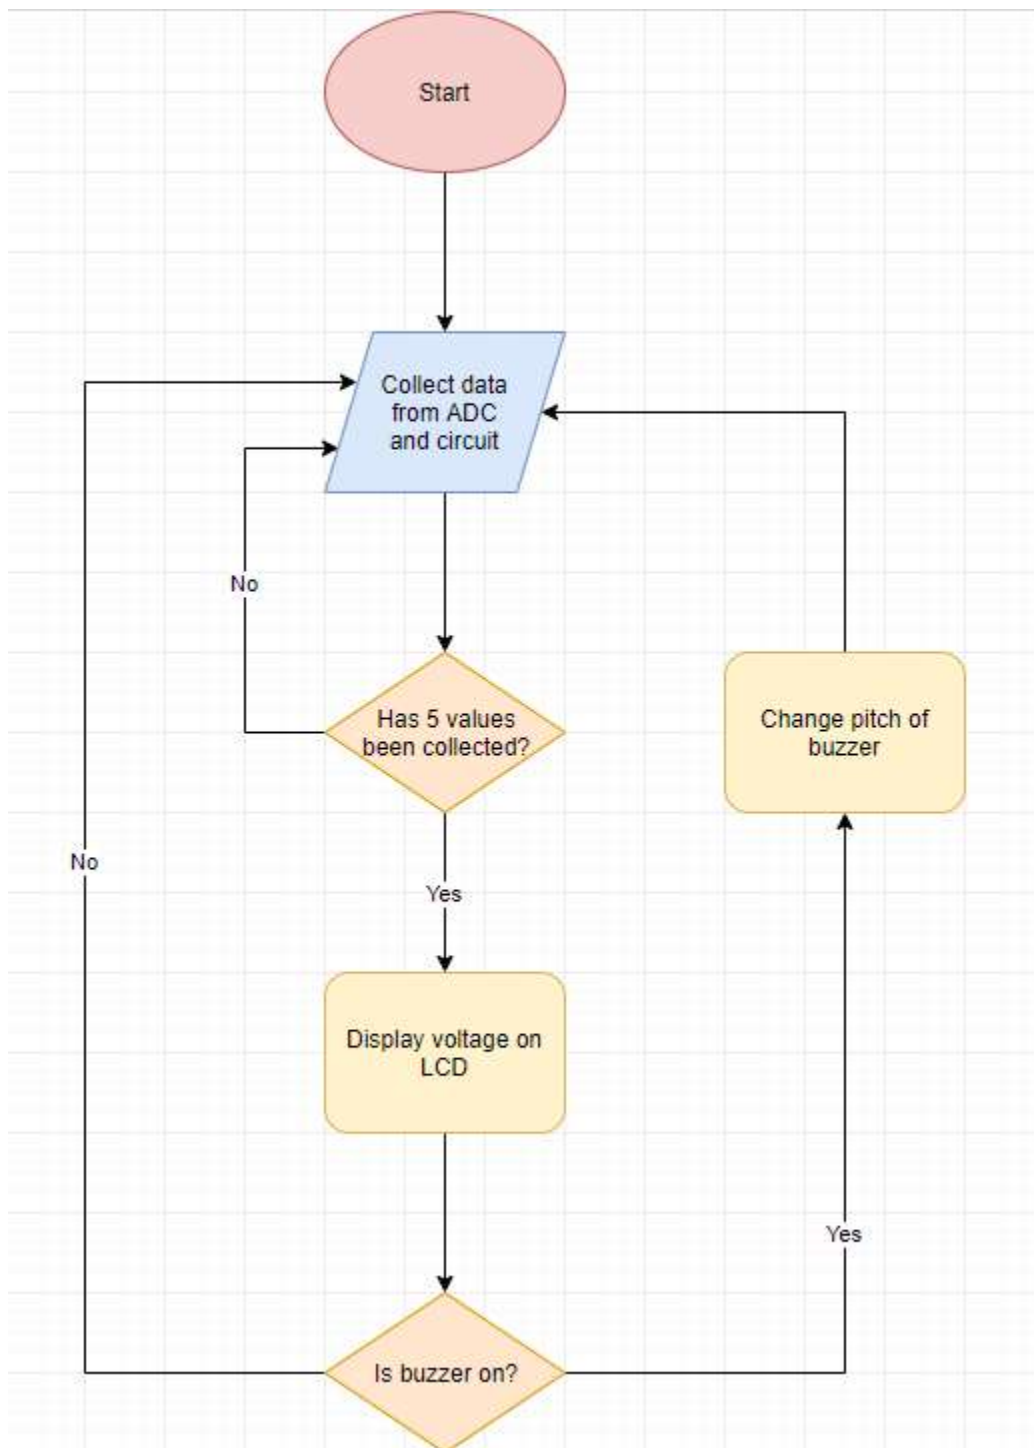 Start
Collect data
from ADC
and circuit
No
Has 5 values
been collected?
Change pitch of
buzzer
No
Yes
Display voltage on
LCD
Yes
Is buzzer on?